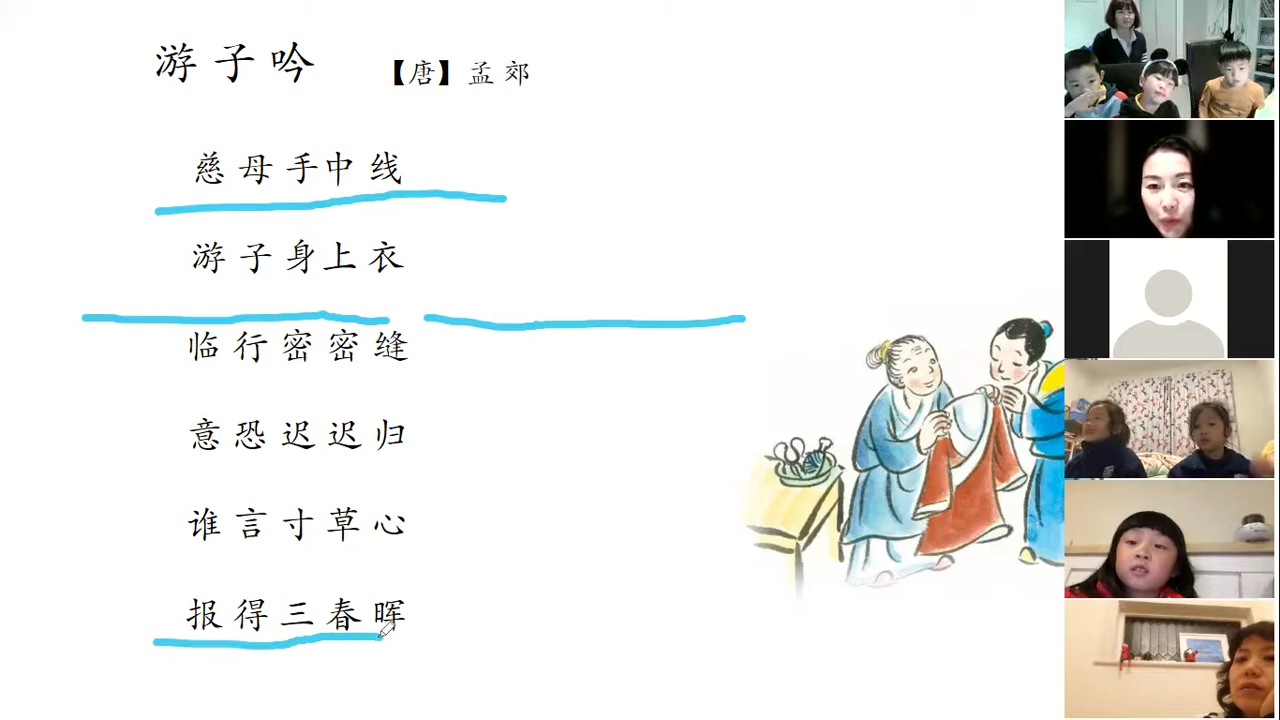 游子吟 【唐】孟郊
慈母手中线
游子身上衣
临行密密缝
意恐迟迟归
谁言寸草心
报得三春晖